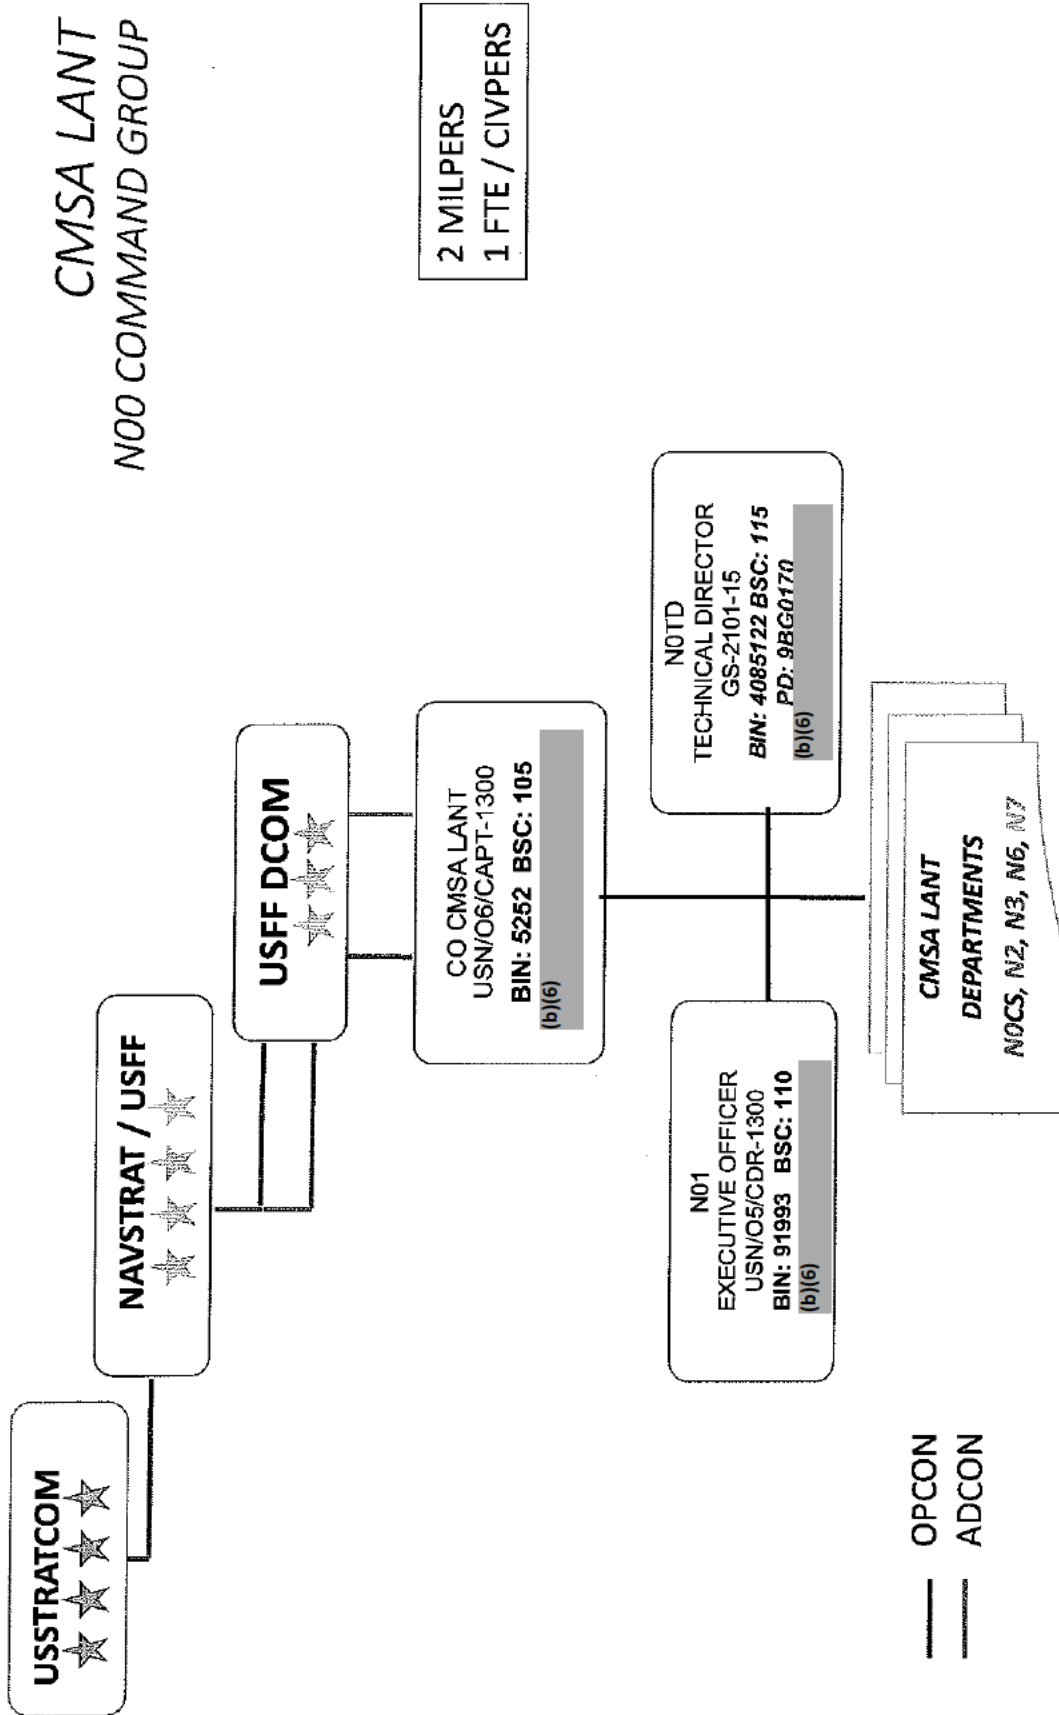 CMSA LANT
N00 COMMAND GROUP
2 MILPERS
1 FTE / CIVPERS
USSTRATCOM
NAVSTRAT / USFF
USFF DCOM
CO CMSA LANT
USN/O6/CAPT-1300
BIN: 5252 BSC: 105
(b)(6)
N01
EXECUTIVE OFFICER
USN/O5/CDR-1300
BIN: 91993 BSC: 110
(b)(6)
N0TD
TECHNICAL DIRECTOR
GS-2101-15
BIN: 4085122 BSC: 115
PD: 9BG0170
(b)(6)
CMSA LANT
DEPARTMENTS
N0CS, N2, N3, N6, N7
OPCON
ADCON